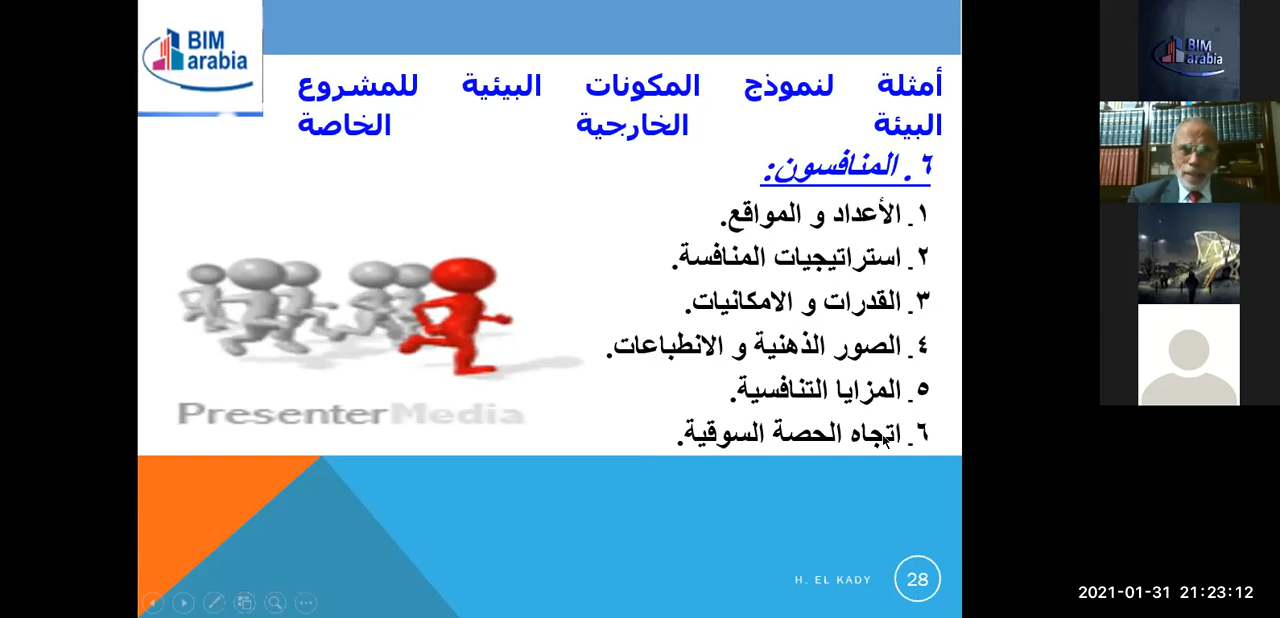 BIM
arabia
أمثلة لنموذج المكونات البيئية للمشروع
البيئة الخارجية الخاصة
٦. المنافسون:
١. الأعداد و المواقع.
٢. استراتيجيات المنافسة.
٣. القدرات و الامكانيات.
٤. الصور الذهنية و الانطباعات.
٥. المزايا التنافسية.
٦. اتجاه الحصة السوقية.
PresenterMedia
H. EL KADY
28
BIM
arabia
2021-01-31 21:23:12